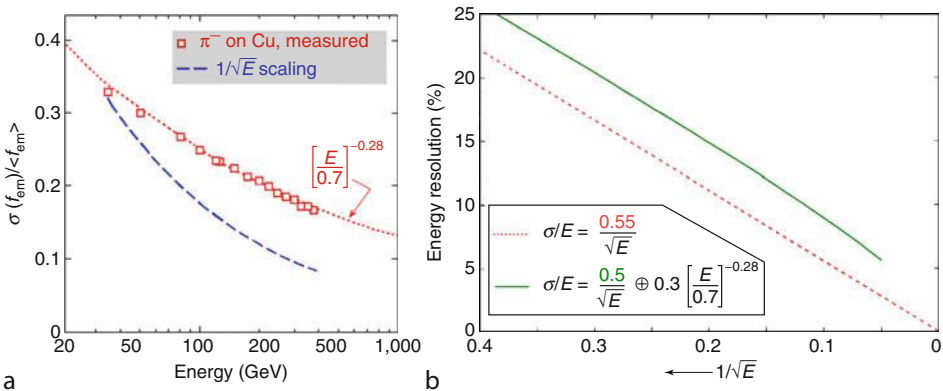 0.4
0.3
0.2
0.1
0
σ (f_em)/<f_em>
π⁻ on Cu, measured
1/√E scaling
[E/0.7]^−0.28
20 50 100 200 500 1,000
Energy (GeV)
a
25
20
15
10
5
0
Energy resolution (%)
σ/E = 0.55/√E
σ/E = 0.5/√E ⊕ 0.3 [E/0.7]^−0.28
0.4 0.3 0.2 0.1 0
← 1/√E
b